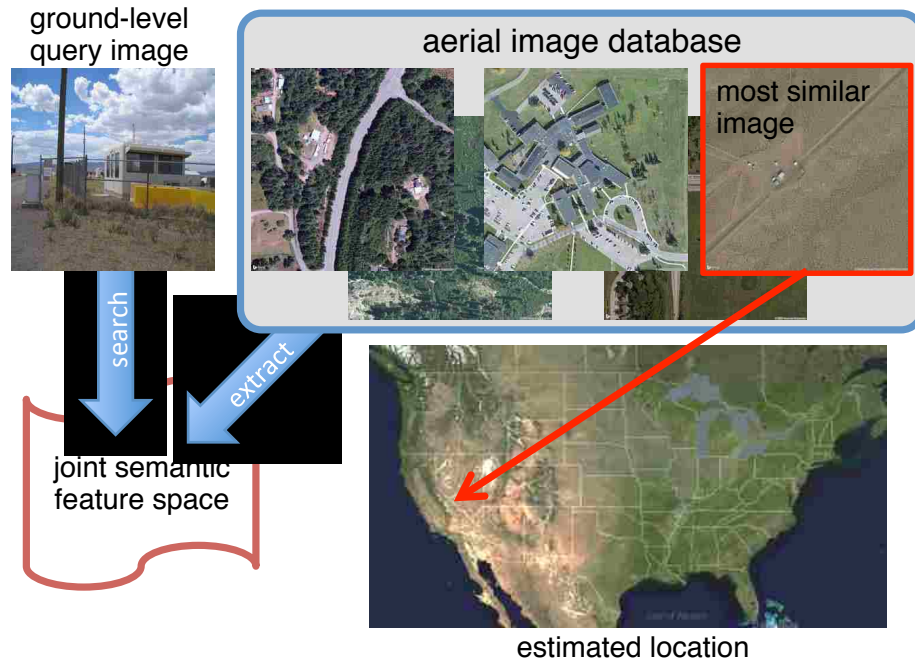 ground-level
query image
aerial image database
most similar
image
search
extract
joint semantic
feature space
estimated location